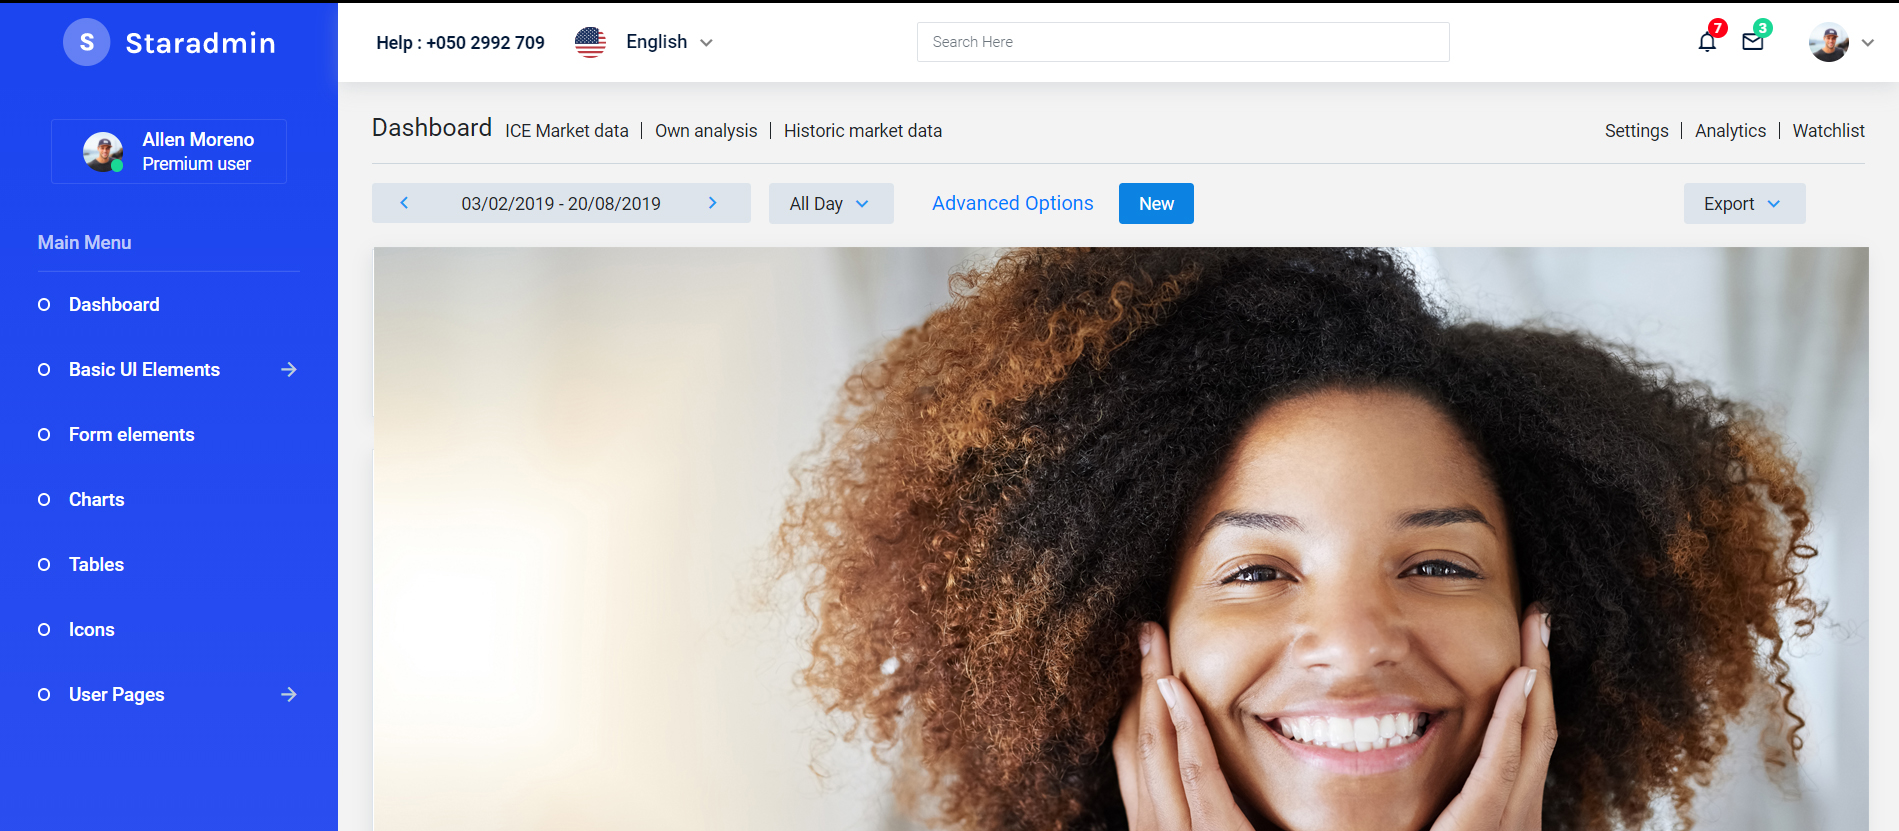 S Staradmin
Help : +050 2992 709
English
Search Here
7
3
Allen Moreno
Premium user
Main Menu
Dashboard
Basic UI Elements
Form elements
Charts
Tables
Icons
User Pages
Dashboard ICE Market data | Own analysis | Historic market data
Settings | Analytics | Watchlist
03/02/2019 - 20/08/2019
All Day
Advanced Options
New
Export